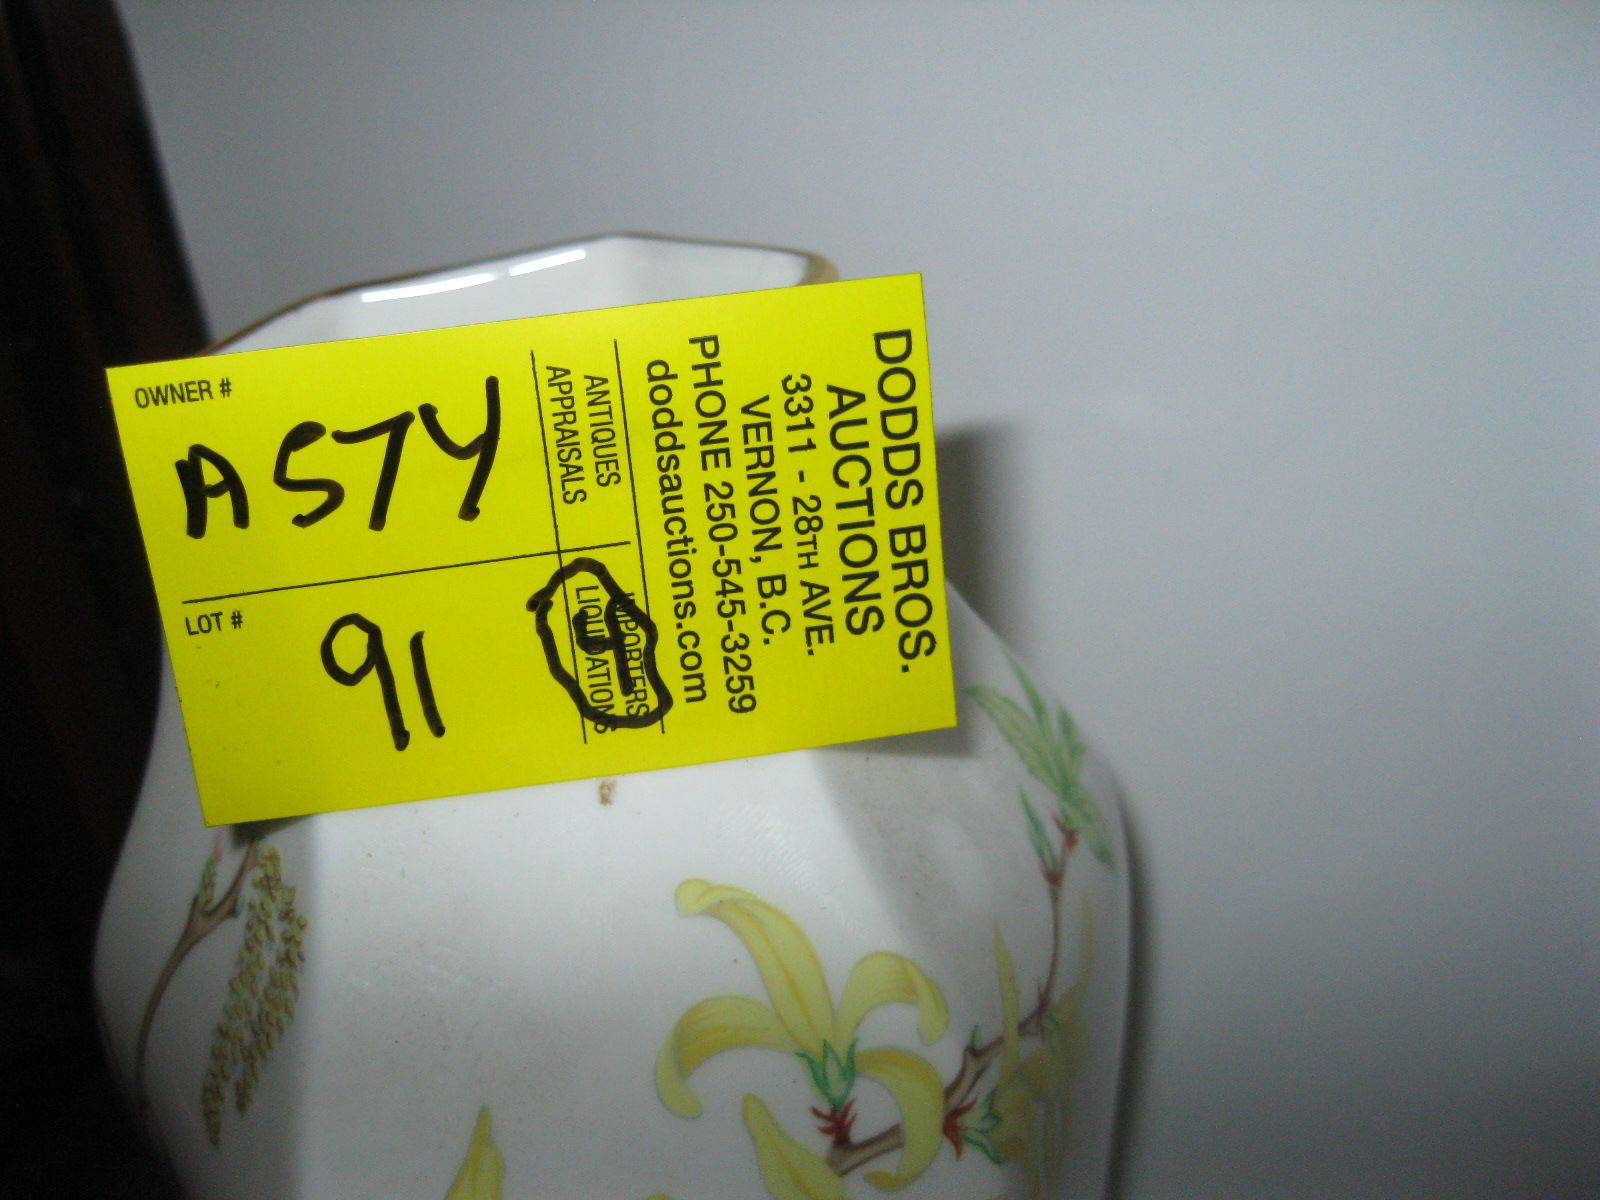 DODDS BROS.
AUCTIONS
3311 - 28TH AVE.
VERNON, B.C.
PHONE 250-545-3259
doddsauctions.com
ANTIQUES
APPRAISALS
IMPORTERS
LIQUIDATIONS
OWNER #
LOT #
91